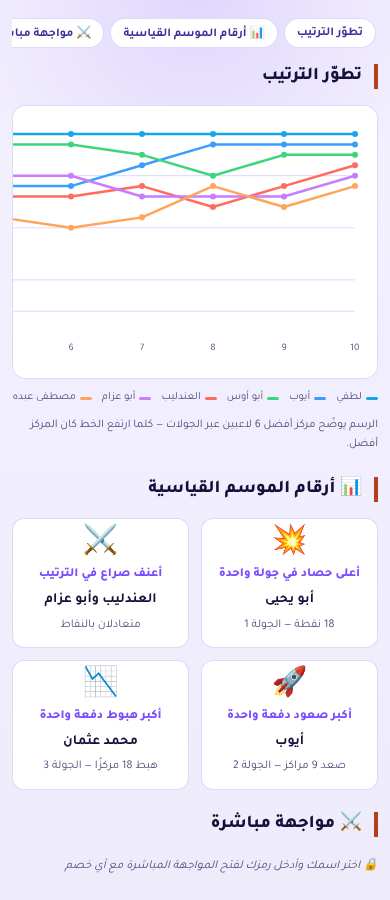 تطوّر الترتيب
📊 أرقام الموسم القياسية
⚔️ مواجهة
تطوّر الترتيب
6 7 8 9 10
لطفي أيوب أبو أوس العندليب أبو عزام مصطفى عبده
الرسم يوضّح مركز أفضل 6 لاعبين عبر الجولات — كلما ارتفع الخط كان المركز
أفضل.
📊 أرقام الموسم القياسية
💥
أعلى حصاد في جولة واحدة
أبو يحيى
18 نقطة — الجولة 1
⚔️
أعنف صراع في الترتيب
العندليب وأبو عزام
متعادلان بالنقاط
🚀
أكبر صعود دفعة واحدة
أيوب
صعد 9 مراكز — الجولة 2
📉
أكبر هبوط دفعة واحدة
محمد عثمان
هبط 18 مركزًا — الجولة 3
⚔️ مواجهة مباشرة
🔒 اختر اسمك وأدخل رمزك لفتح المواجهة المباشرة مع أي خصم